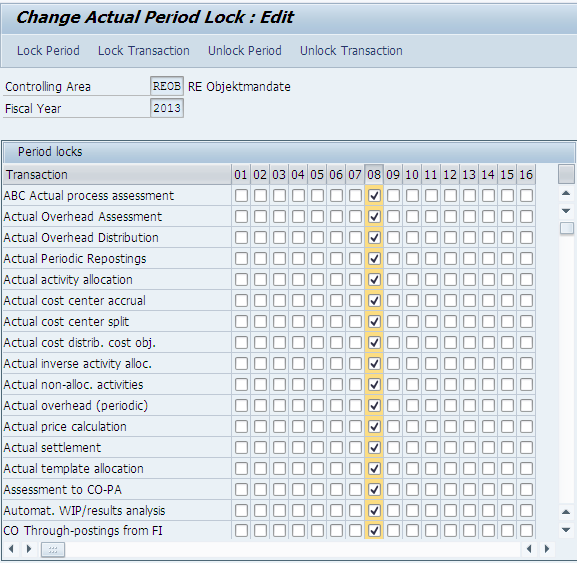 Change Actual Period Lock : Edit
Lock Period Lock Transaction Unlock Period Unlock Transaction
Controlling Area REOB RE Objektmandate
Fiscal Year 2013
Period locks
Transaction 01 02 03 04 05 06 07 08 09 10 11 12 13 14 15 16
ABC Actual process assessment
Actual Overhead Assessment
Actual Overhead Distribution
Actual Periodic Repostings
Actual activity allocation
Actual cost center accrual
Actual cost center split
Actual cost distrib. cost obj.
Actual inverse activity alloc.
Actual non-alloc. activities
Actual overhead (periodic)
Actual price calculation
Actual settlement
Actual template allocation
Assessment to CO-PA
Automat. WIP/results analysis
CO Through-postings from FI